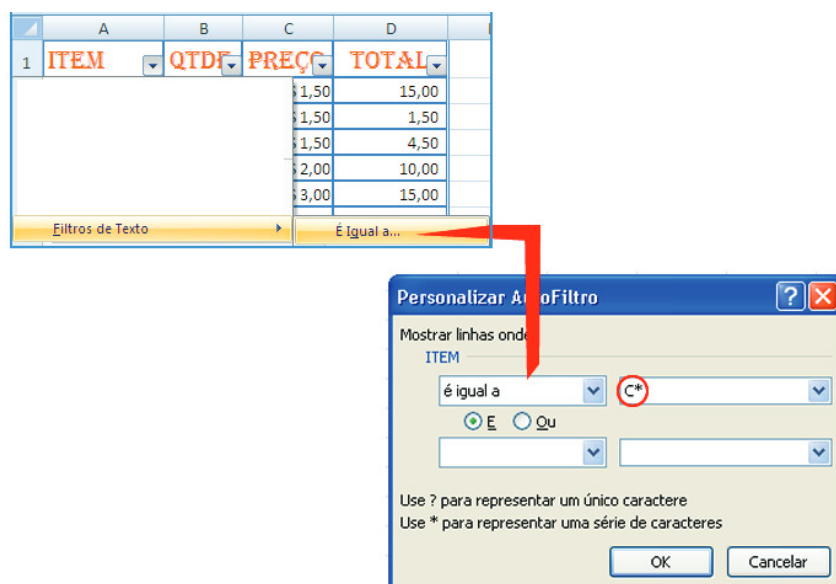 A B C D
1 ITEM QTDE PREÇO TOTAL
$ 1,50 15,00
$ 1,50 1,50
$ 1,50 4,50
$ 2,00 10,00
$ 3,00 15,00
Filtros de Texto É Igual a...
Personalizar AutoFiltro
Mostrar linhas onde
ITEM
é igual a C*
E Ou
Use ? para representar um único caractere
Use * para representar uma série de caracteres
OK Cancelar